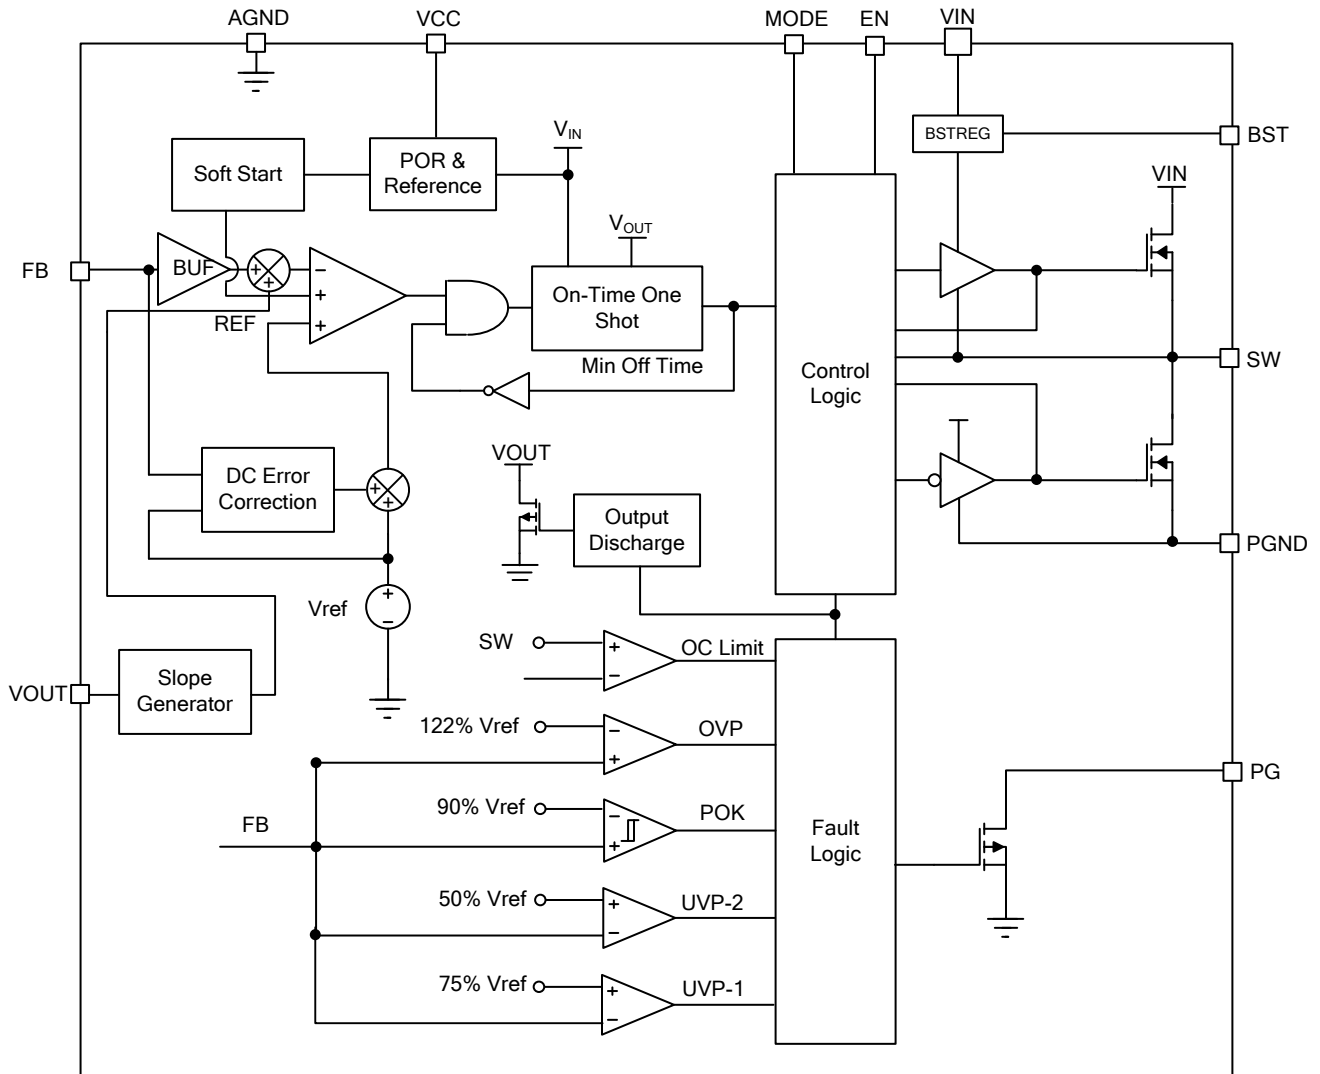 AGND
VCC
MODE
EN
VIN
BSTREG
BST
VIN
Soft Start
POR &
Reference
VIN
VOUT
FB
BUF
+
+
−
+
+
REF
On-Time One
Shot
Min Off Time
Control
Logic
SW
DC Error
Correction
+
+
VOUT
Output
Discharge
PGND
Vref
+
−
VOUT
Slope
Generator
SW
+
−
OC Limit
122% Vref
−
+
OVP
FB
90% Vref
−
+
POK
Fault
Logic
PG
50% Vref
+
−
UVP-2
75% Vref
+
−
UVP-1